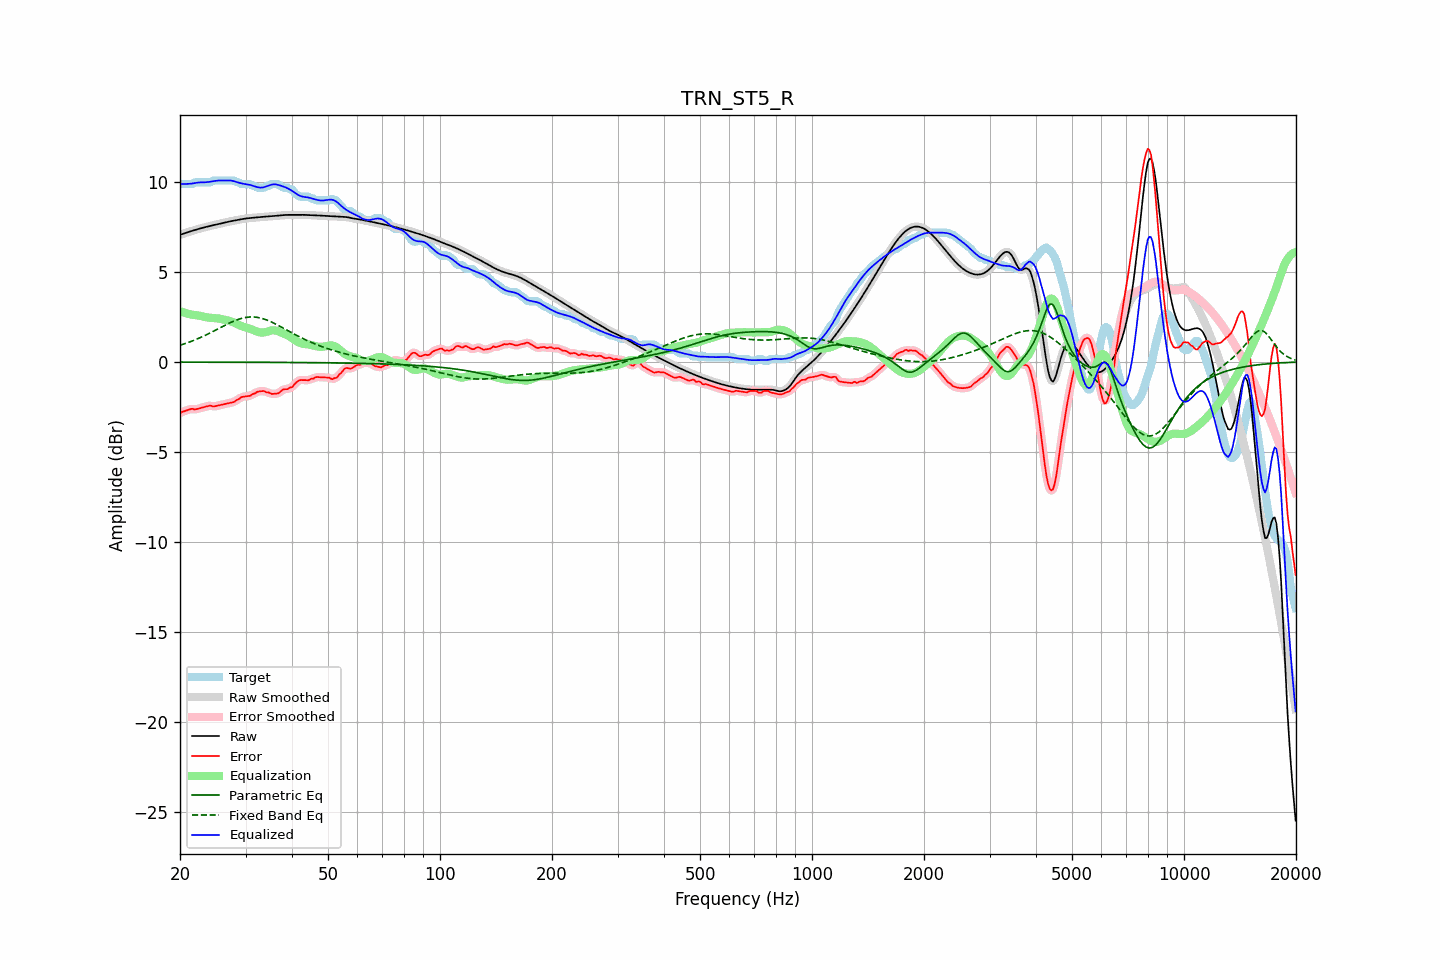 TRN_ST5_R
Amplitude (dBr)
10
5
0
−5
−10
−15
−20
−25
Target
Raw Smoothed
Error Smoothed
Raw
Error
Equalization
Parametric Eq
Fixed Band Eq
Equalized
20 50 100 200 500 1000 2000 5000 10000 20000
Frequency (Hz)